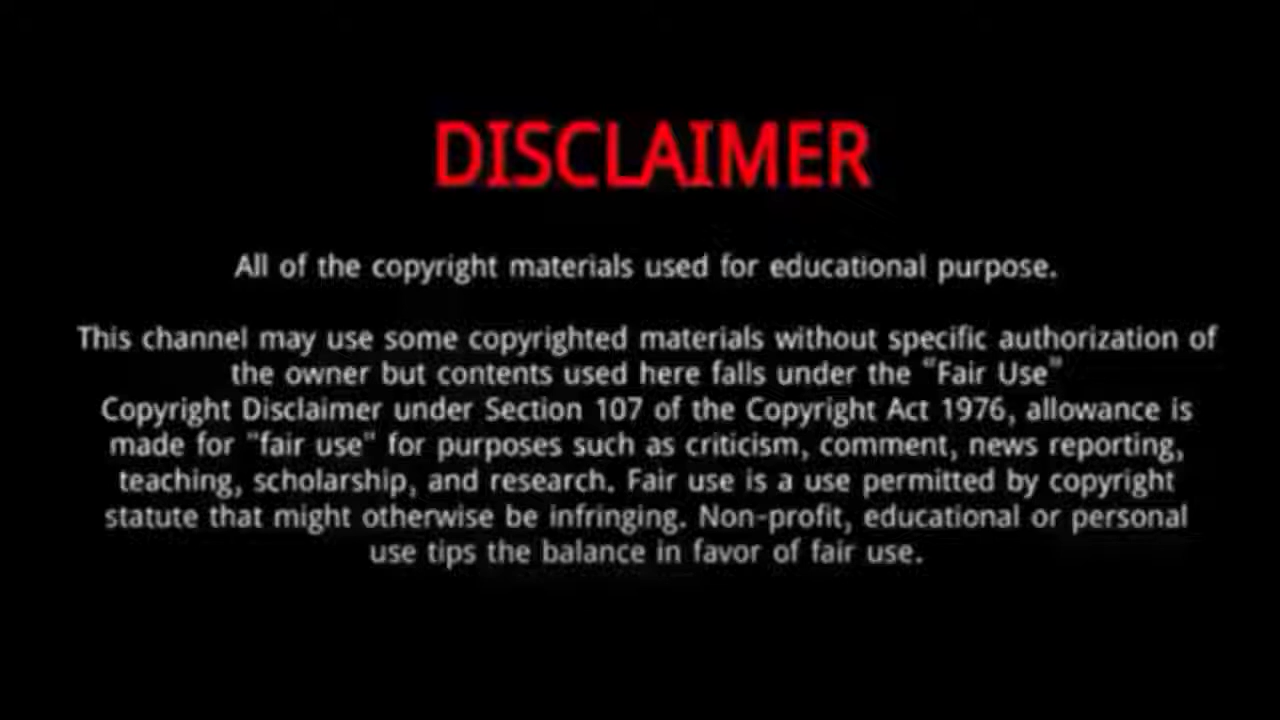 DISCLAIMER
All of the copyright materials used for educational purpose.
This channel may use some copyrighted materials without specific authorization of
the owner but contents used here falls under the “Fair Use”
Copyright Disclaimer under Section 107 of the Copyright Act 1976, allowance is
made for "fair use" for purposes such as criticism, comment, news reporting,
teaching, scholarship, and research. Fair use is a use permitted by copyright
statute that might otherwise be infringing. Non-profit, educational or personal
use tips the balance in favor of fair use.